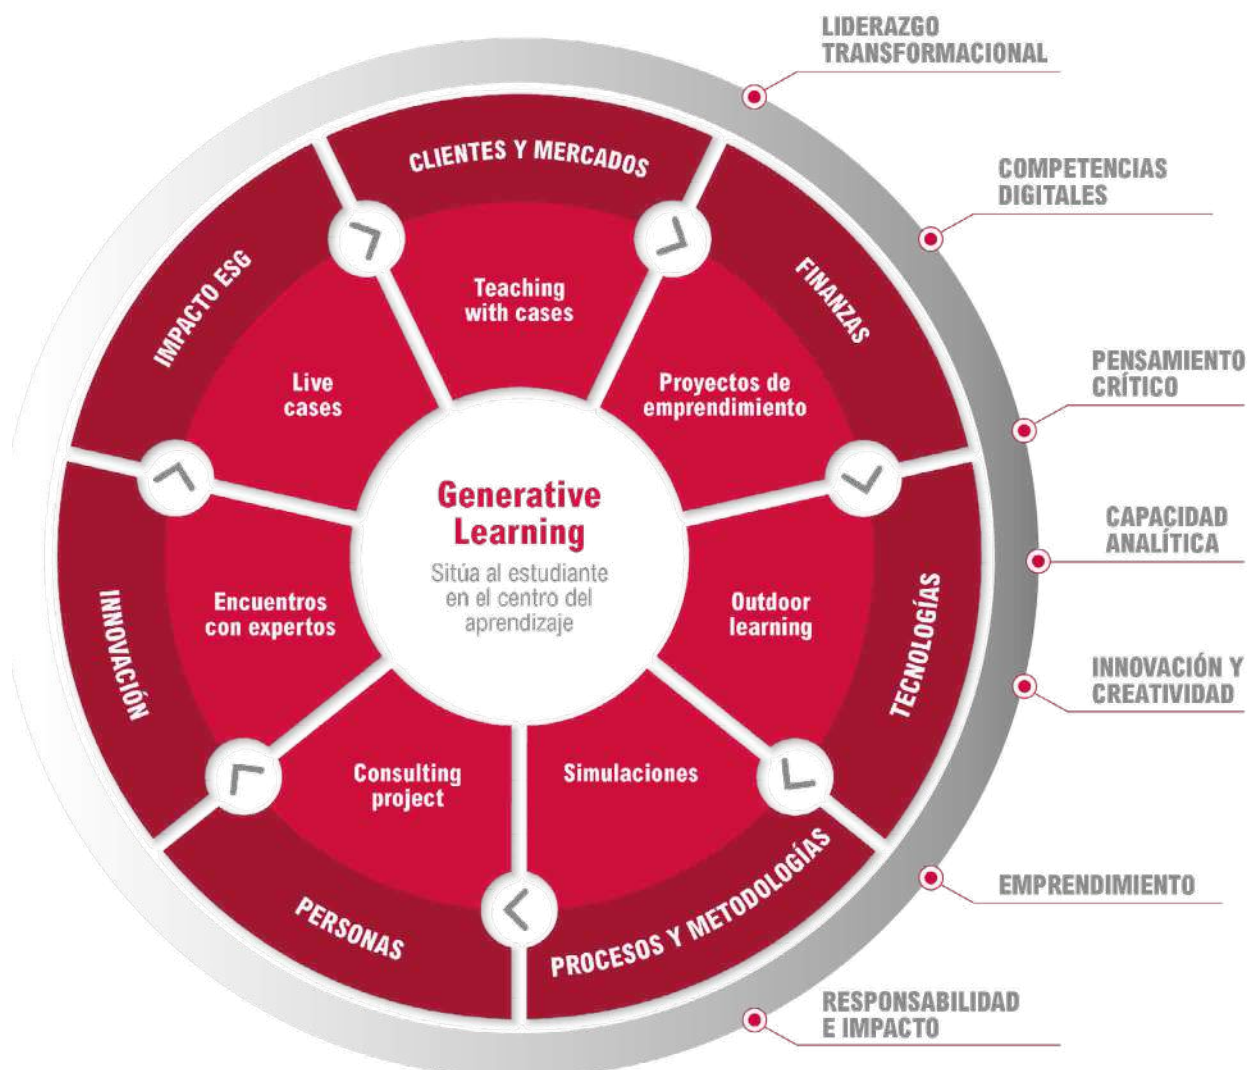 LIDERAZGO
TRANSFORMACIONAL
COMPETENCIAS
DIGITALES
PENSAMIENTO
CRÍTICO
CAPACIDAD
ANALÍTICA
INNOVACIÓN Y
CREATIVIDAD
EMPRENDIMIENTO
RESPONSABILIDAD
E IMPACTO
CLIENTES Y MERCADOS
FINANZAS
TECNOLOGÍAS
PROCESOS Y METODOLOGÍAS
PERSONAS
INNOVACIÓN
IMPACTO ESG
Teaching
with cases
Proyectos de
emprendimiento
Outdoor
learning
Simulaciones
Consulting
project
Encuentros
con expertos
Live
cases
Generative
Learning
Sitúa al estudiante
en el centro del
aprendizaje